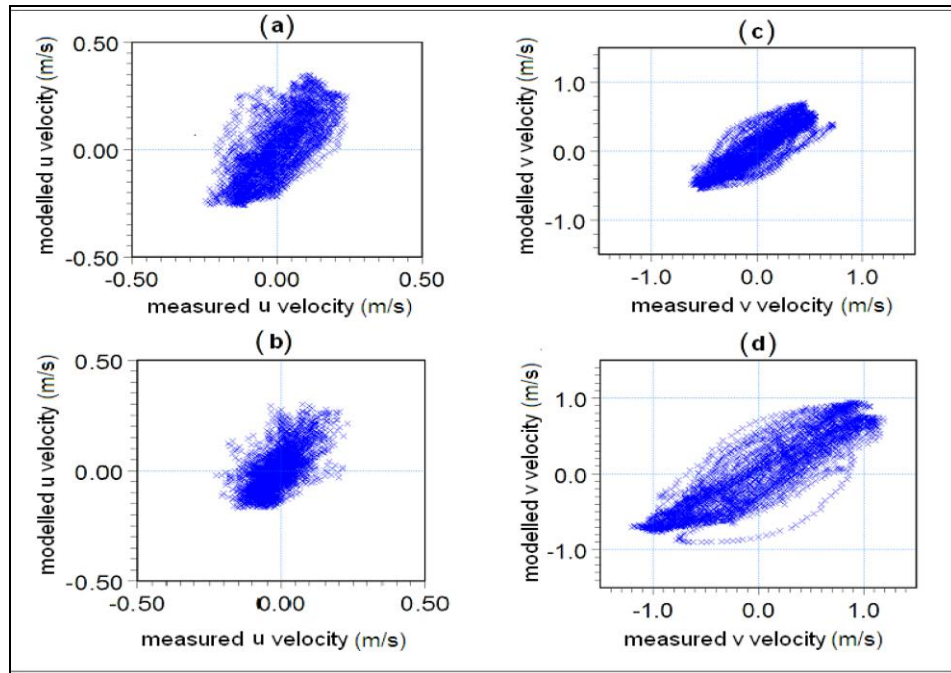 (a)
0.50
0.00
-0.50
-0.50 0.00 0.50
modelled u velocity (m/s)
measured u velocity (m/s)
(c)
1.0
0.0
-1.0
-1.0 0.0 1.0
modelled v velocity (m/s)
measured v velocity (m/s)
(b)
0.50
0.00
-0.50
-0.50 0.00 0.50
modelled u velocity (m/s)
measured u velocity (m/s)
(d)
1.0
0.0
-1.0
-1.0 0.0 1.0
modelled v velocity (m/s)
measured v velocity (m/s)